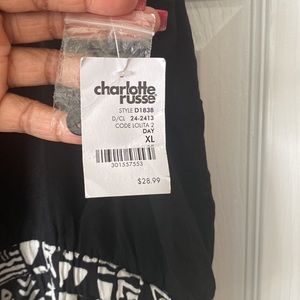 charlotte
russe
STYLE D1838
D/CL 24-2413
CODE LOLITA 2
DAY
XL
301557553
$28.99